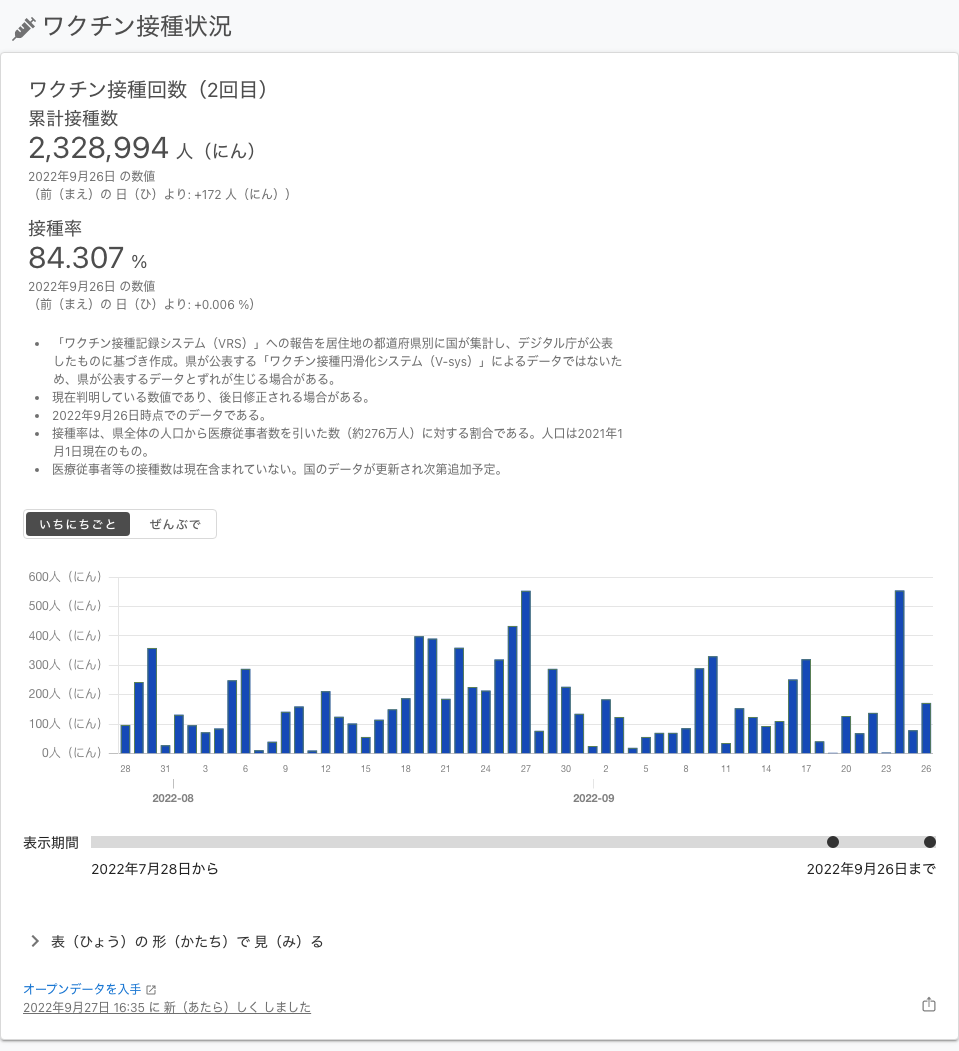 ワクチン接種状況
ワクチン接種回数（2回目）
累計接種数
2,328,994 人（にん）
2022年9月26日 の数値
（前（まえ）の 日（ひ）より: +172 人（にん））
接種率
84.307 %
2022年9月26日 の数値
（前（まえ）の 日（ひ）より: +0.006 %）
• 「ワクチン接種記録システム（VRS）」への報告を居住地の都道府県別に国が集計し、デジタル庁が公表
したものに基づき作成。県が公表する「ワクチン接種円滑化システム（V-sys）」によるデータではないた
め、県が公表するデータとずれが生じる場合がある。
• 現在判明している数値であり、後日修正される場合がある。
• 2022年9月26日時点でのデータである。
• 接種率は、県全体の人口から医療従事者数を引いた数（約276万人）に対する割合である。人口は2021年1
月1日現在のもの。
• 医療従事者等の接種数は現在含まれていない。国のデータが更新され次第追加予定。
いちにちごと ぜんぶで
600人（にん）
500人（にん）
400人（にん）
300人（にん）
200人（にん）
100人（にん）
0人（にん）
28 31 3 6 9 12 15 18 21 24 27 30 2 5 8 11 14 17 20 23 26
2022-08 2022-09
表示期間
2022年7月28日から 2022年9月26日まで
表（ひょう）の 形（かたち）で 見（み）る
オープンデータを入手
2022年9月27日 16:35 に 新（あたら）しく しました